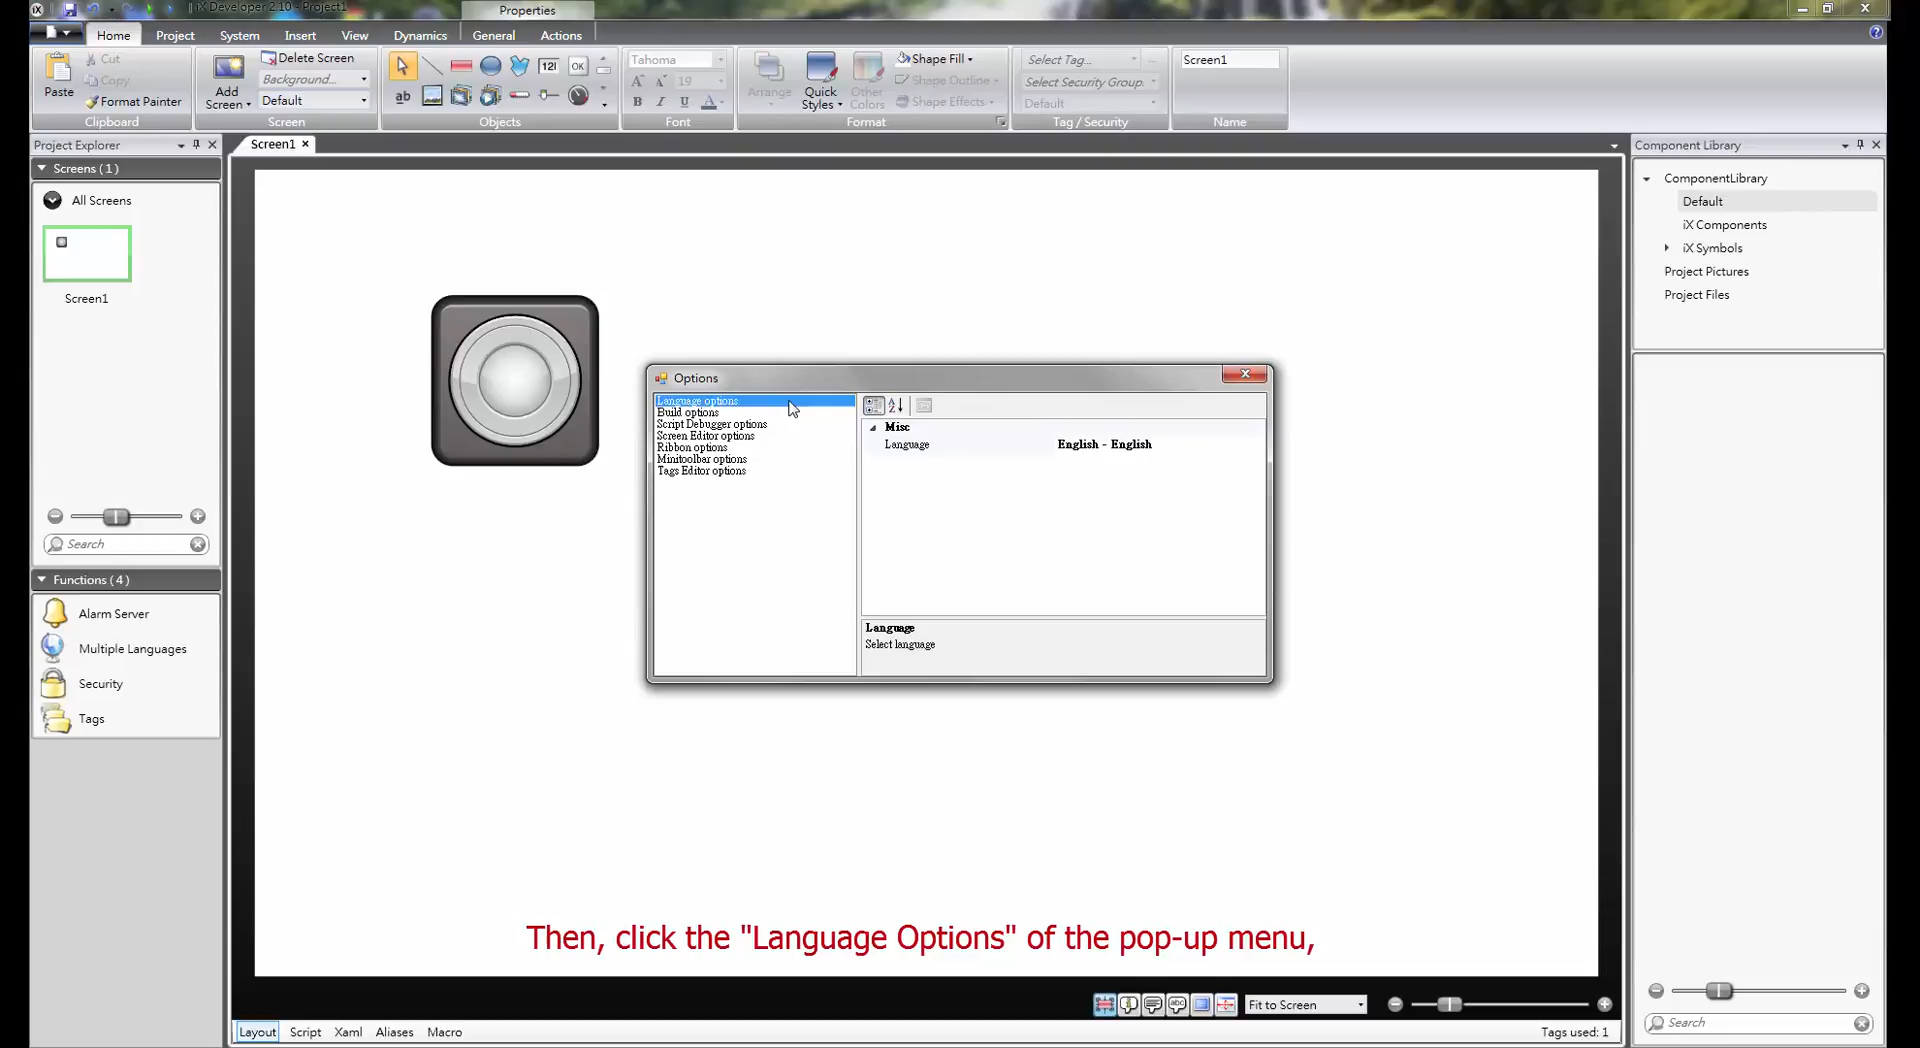 iX
iX Developer 2.10 - Project1
Properties
Home
Project
System
Insert
View
Dynamics
General
Actions
Paste
Cut
Copy
Format Painter
Clipboard
Add
Screen
Delete Screen
Background...
Default
Screen
12I
OK
ab
Objects
Tahoma
A A 19
B I U A
Font
Arrange
Quick
Styles
Other
Colors
Shape Fill
Shape Outline
Shape Effects
Format
Select Tag...
...
Select Security Group.
Default
Tag / Security
Screen1
Name
Project Explorer
Screens ( 1 )
All Screens
Screen1
Search
Functions ( 4 )
Alarm Server
Multiple Languages
Security
Tags
Screen1
Options
Language options
Build options
Script Debugger options
Screen Editor options
Ribbon options
Minitoolbar options
Tags Editor options
Misc
Language English - English
Language
Select language
Then, click the "Language Options" of the pop-up menu,
abc
Fit to Screen
Layout Script Xaml Aliases Macro
Tags used: 1
Component Library
ComponentLibrary
Default
iX Components
iX Symbols
Project Pictures
Project Files
Search